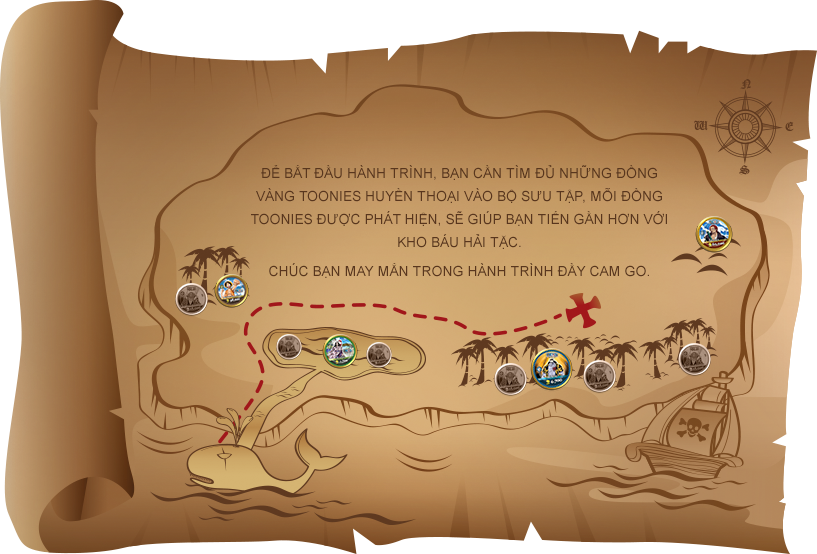 N
W
E
S
ĐỂ BẮT ĐẦU HÀNH TRÌNH, BẠN CẦN TÌM ĐỦ NHỮNG ĐỒNG
VÀNG TOONIES HUYỀN THOẠI VÀO BỘ SƯU TẬP, MỖI ĐỒNG
TOONIES ĐƯỢC PHÁT HIỆN, SẼ GIÚP BẠN TIẾN GẦN HƠN VỚI
KHO BÁU HẢI TẶC.
CHÚC BẠN MAY MẮN TRONG HÀNH TRÌNH ĐẦY CAM GO.